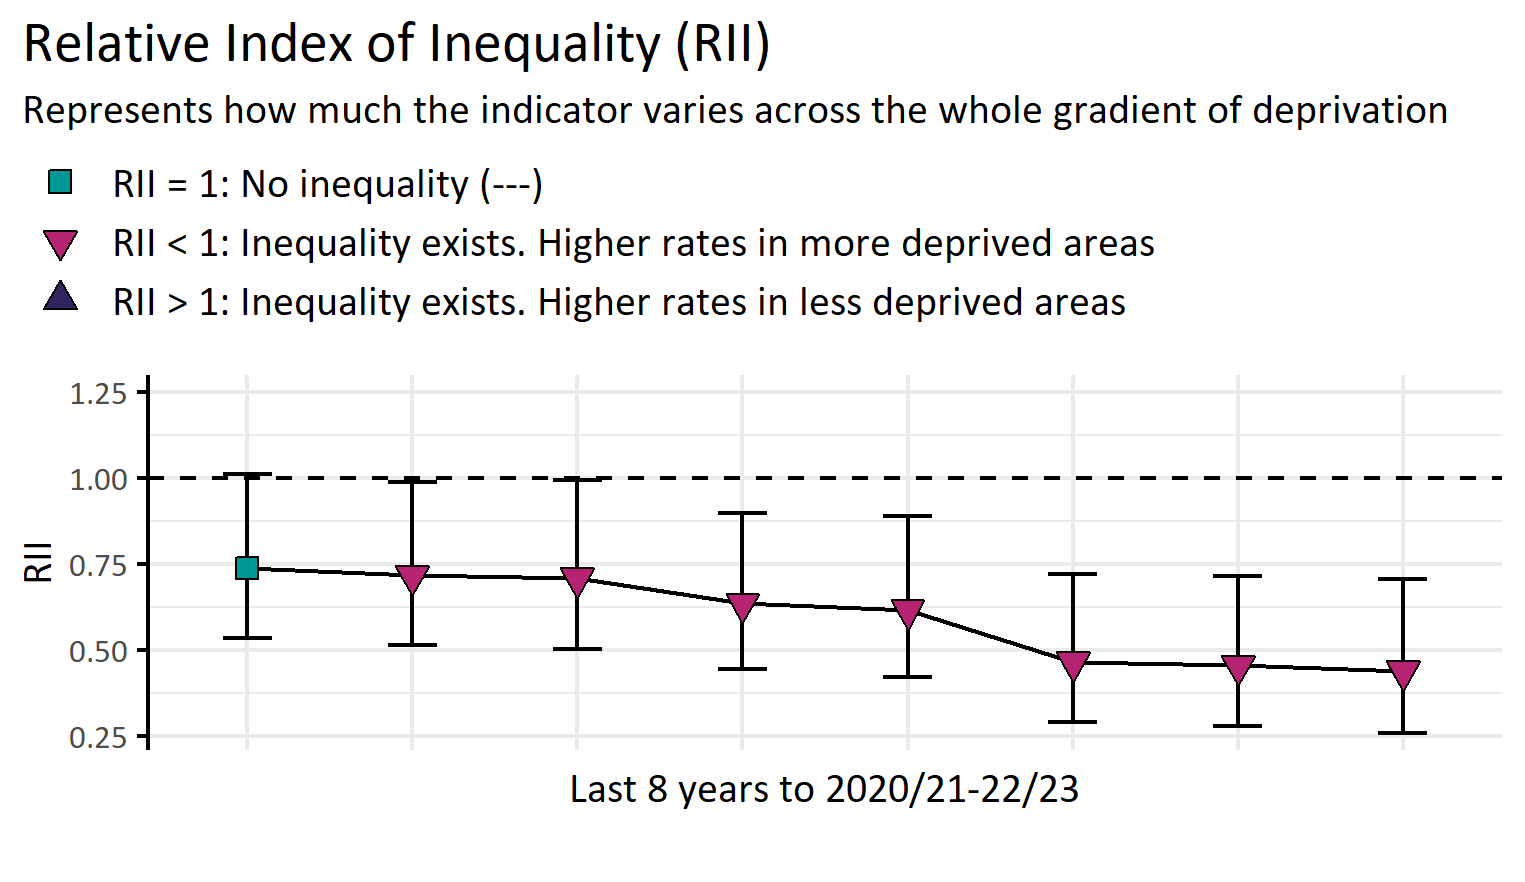 Relative Index of Inequality (RII)
Represents how much the indicator varies across the whole gradient of deprivation
RII = 1: No inequality (---)
RII < 1: Inequality exists. Higher rates in more deprived areas
RII > 1: Inequality exists. Higher rates in less deprived areas
1.25
1.00
0.75
0.50
0.25
RII
Last 8 years to 2020/21-22/23